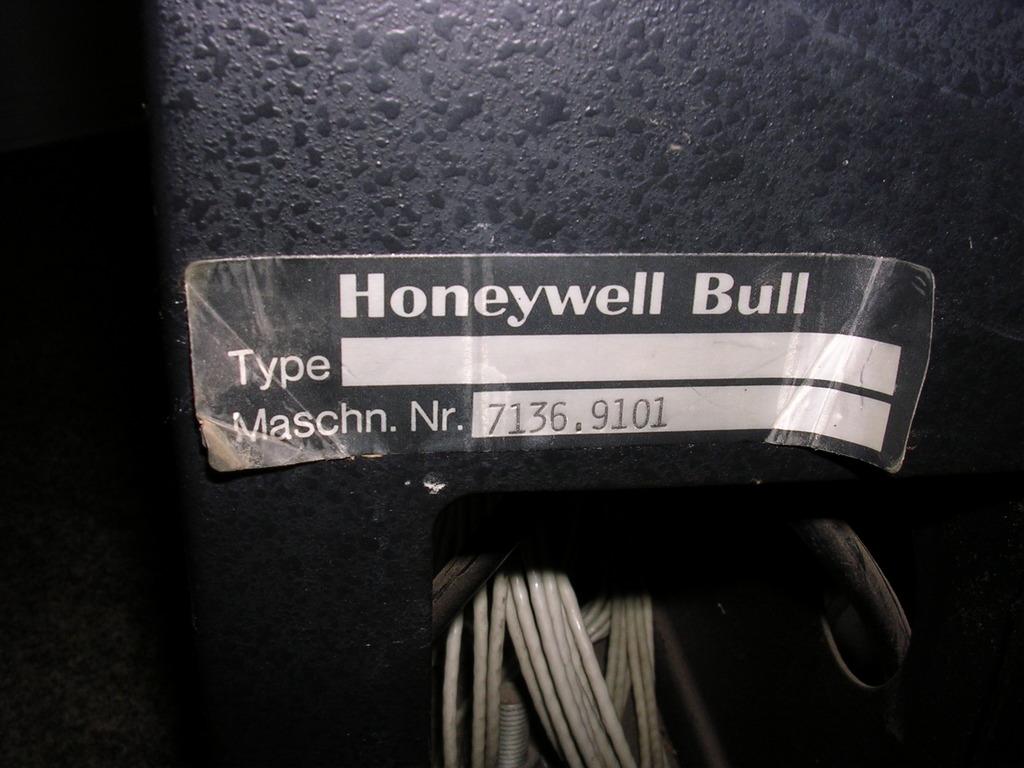 Honeywell Bull
Type
Maschn. Nr. 7136.9101